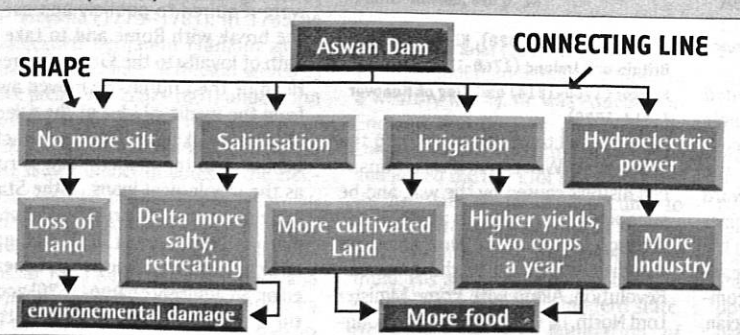 Aswan Dam
CONNECTING LINE
SHAPE
No more silt
Salinisation
Irrigation
Hydroelectric
power
Loss of
land
Delta more
salty,
retreating
More cultivated
Land
Higher yields,
two corps
a year
More
Industry
environemental damage
More food